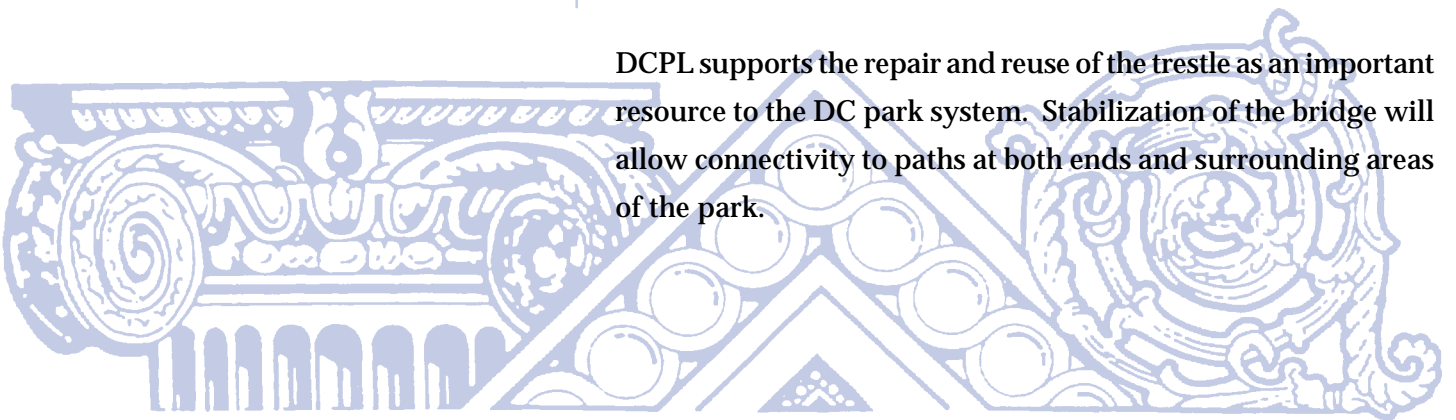 DCPL supports the repair and reuse of the trestle as an important
resource to the DC park system. Stabilization of the bridge will
allow connectivity to paths at both ends and surrounding areas
of the park.